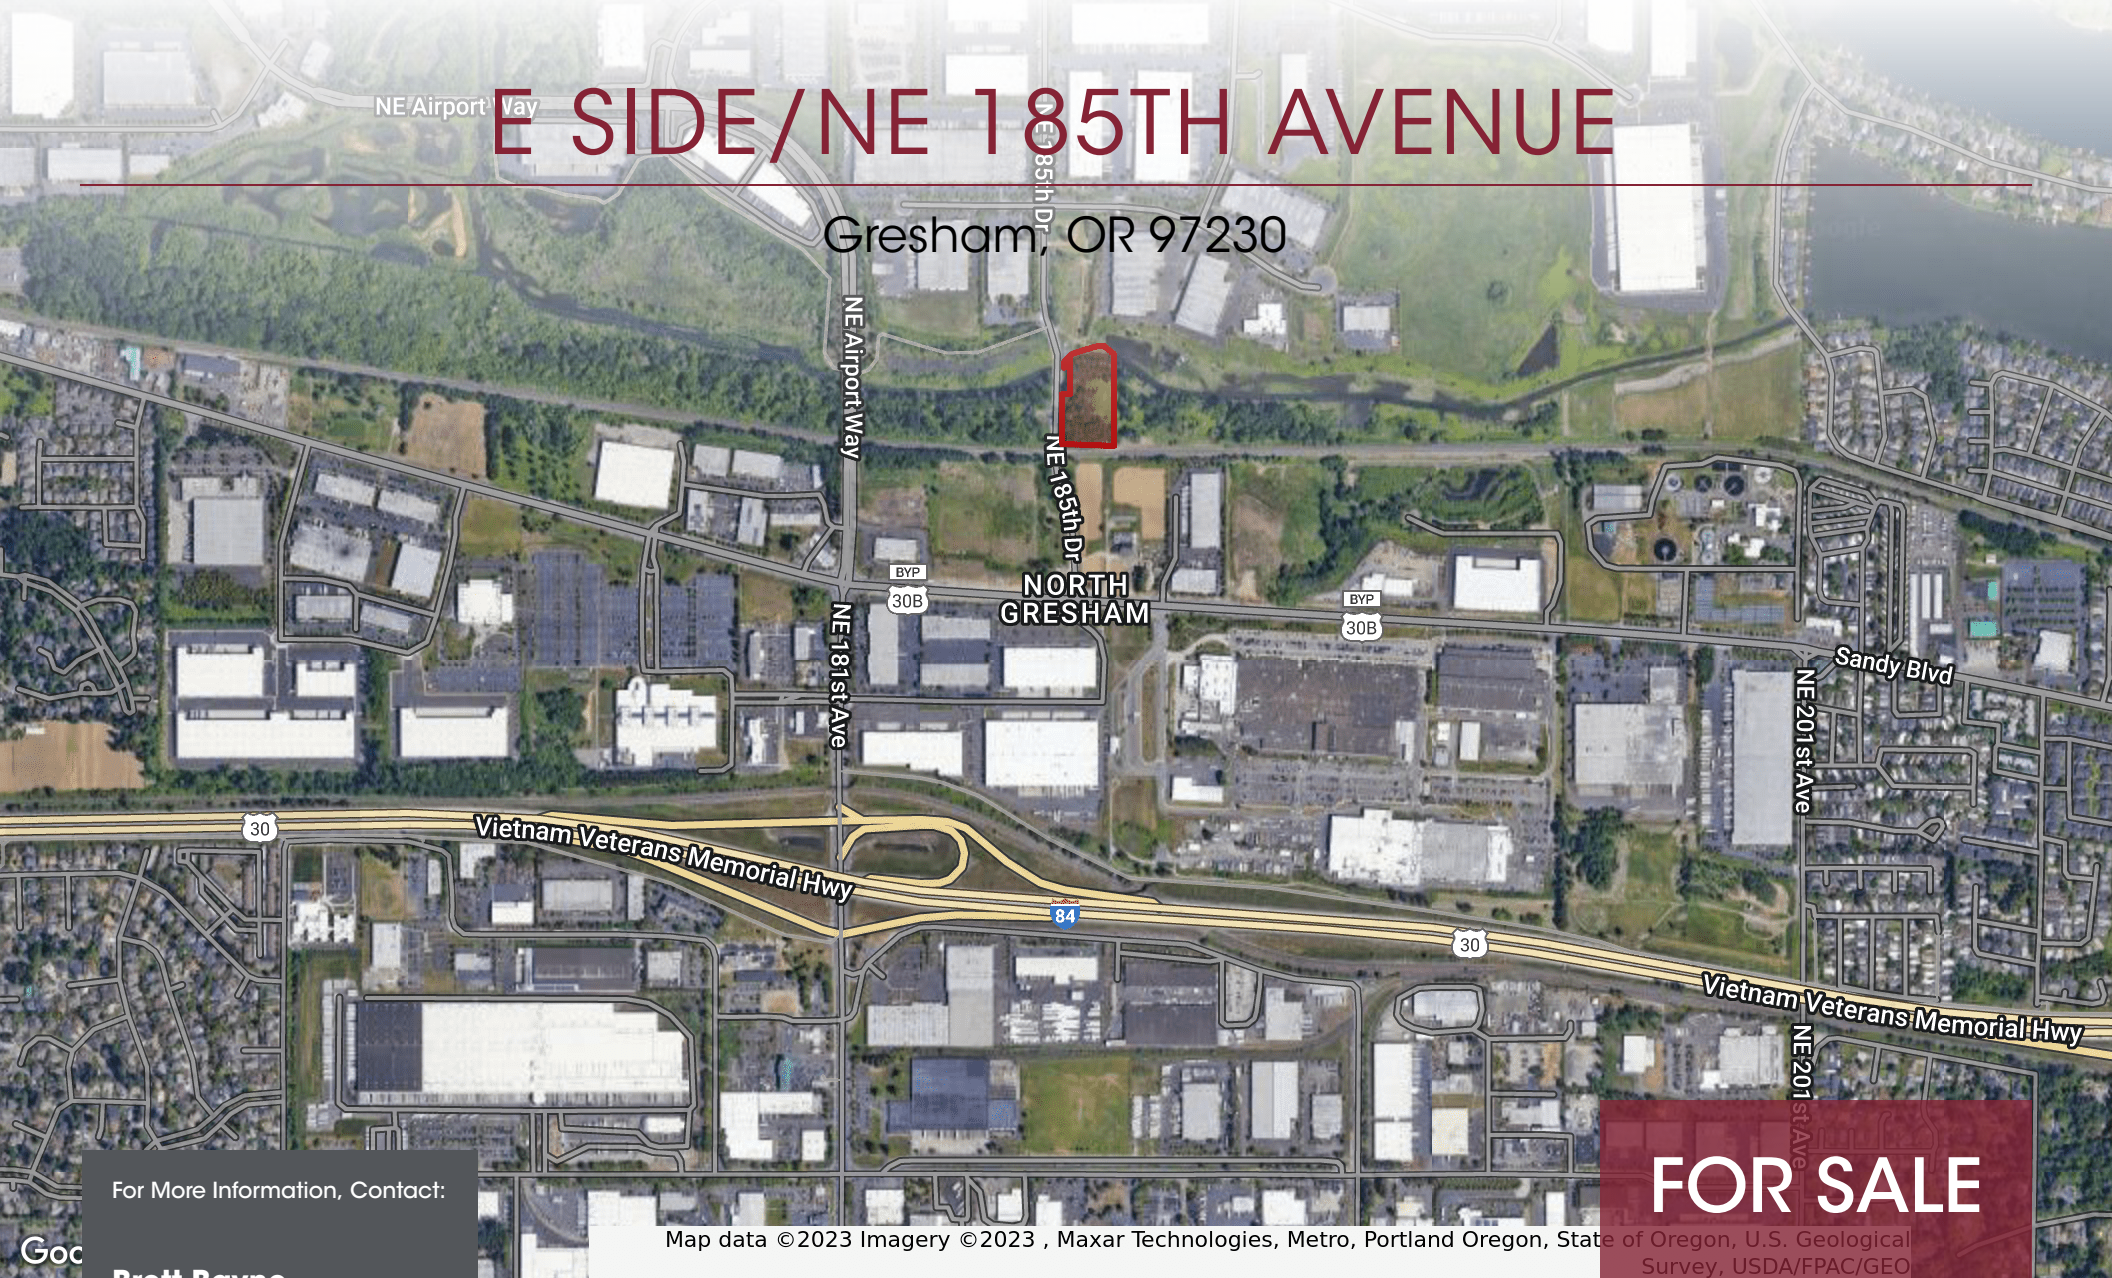 NE Airport Way
E SIDE/NE 185TH AVENUE
NE 185th Dr
Gresham, OR 97230
NE Airport Way
NE 185th Dr
BYP
30B
NORTH
GRESHAM
BYP
30B
NE 181st Ave
Sandy Blvd
NE 201st Ave
30
Vietnam Veterans Memorial Hwy
84
30
Vietnam Veterans Memorial Hwy
NE 201st Ave
For More Information, Contact:
FOR SALE
Goo
Brett Bayne
Map data ©2023 Imagery ©2023 , Maxar Technologies, Metro, Portland Oregon, State of Oregon, U.S. Geological
Survey, USDA/FPAC/GEO